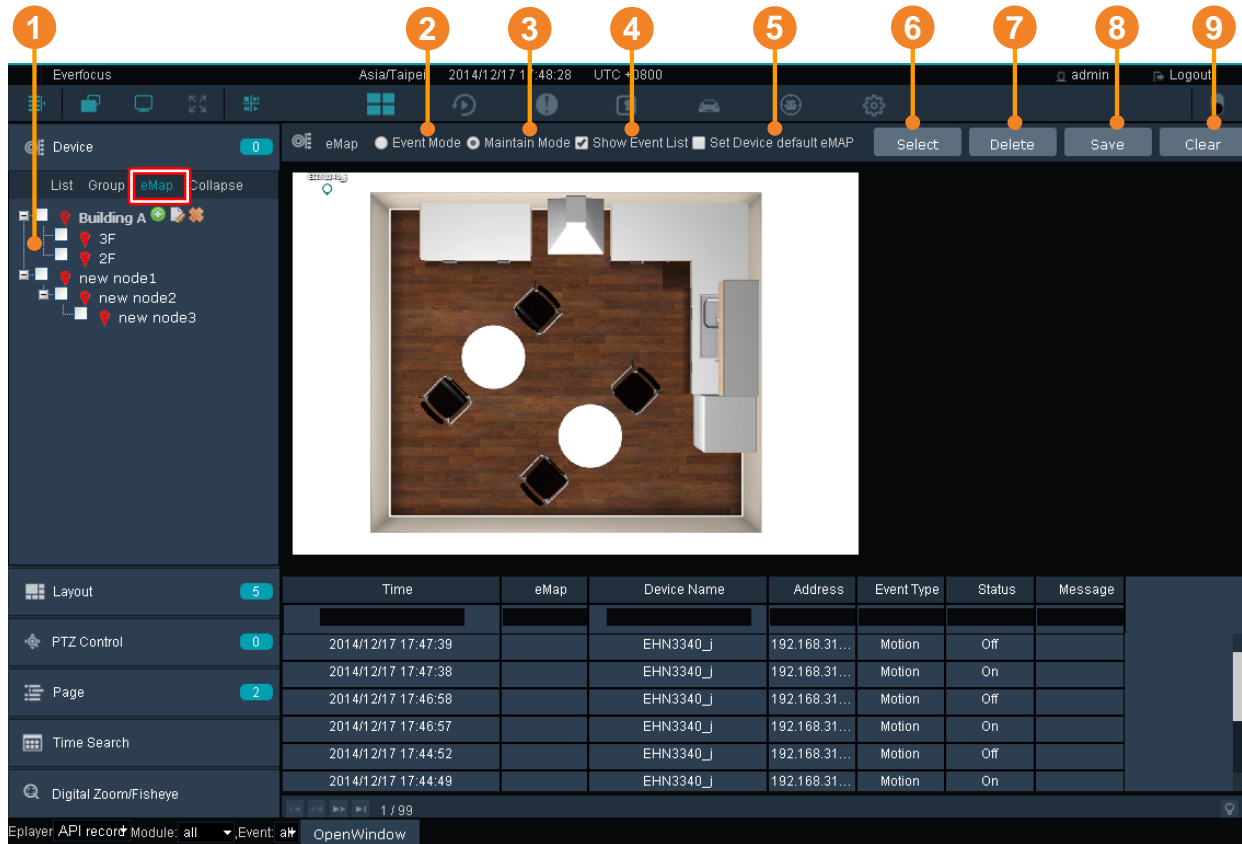 1 2 3 4 5 6 7 8 9
Everfocus Asia/Taipei 2014/12/17 17:48:28 UTC +0800 admin Logout
Device 0 eMap Event Mode Maintain Mode Show Event List Set Device default eMAP Select Delete Save Clear
List Group eMap Collapse
Building A
3F
2F
new node1
new node2
new node3
Layout 5
PTZ Control 0
Page 2
Time Search
Digital Zoom/Fisheye
Time eMap Device Name Address Event Type Status Message
2014/12/17 17:47:39 EHN3340_j 192.168.31... Motion Off
2014/12/17 17:47:38 EHN3340_j 192.168.31... Motion On
2014/12/17 17:46:58 EHN3340_j 192.168.31... Motion Off
2014/12/17 17:46:57 EHN3340_j 192.168.31... Motion On
2014/12/17 17:44:52 EHN3340_j 192.168.31... Motion Off
2014/12/17 17:44:49 EHN3340_j 192.168.31... Motion On
1 / 99
Eplayer API record Module: all ,Event: all OpenWindow